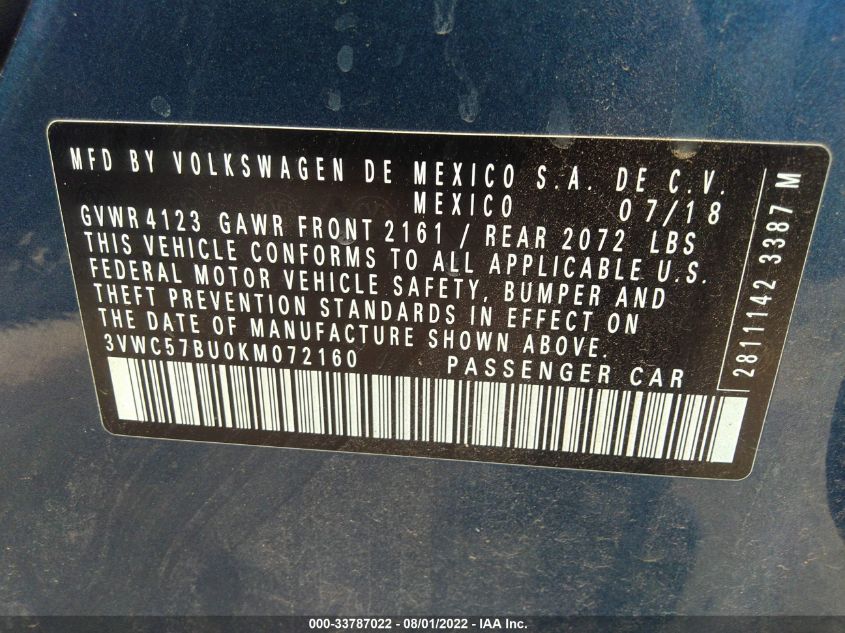 MFD BY VOLKSWAGEN DE MEXICO S.A. DE C.V.
MEXICO 07/18
GVWR 4123 GAWR FRONT 2161 / REAR 2072 LBS
THIS VEHICLE CONFORMS TO ALL APPLICABLE U.S.
FEDERAL MOTOR VEHICLE SAFETY, BUMPER AND
THEFT PREVENTION STANDARDS IN EFFECT ON
THE DATE OF MANUFACTURE SHOWN ABOVE.
3VWC57BU0KM072160 PASSENGER CAR
2811142 3387 M
000-33787022 - 08/01/2022 - IAA Inc.